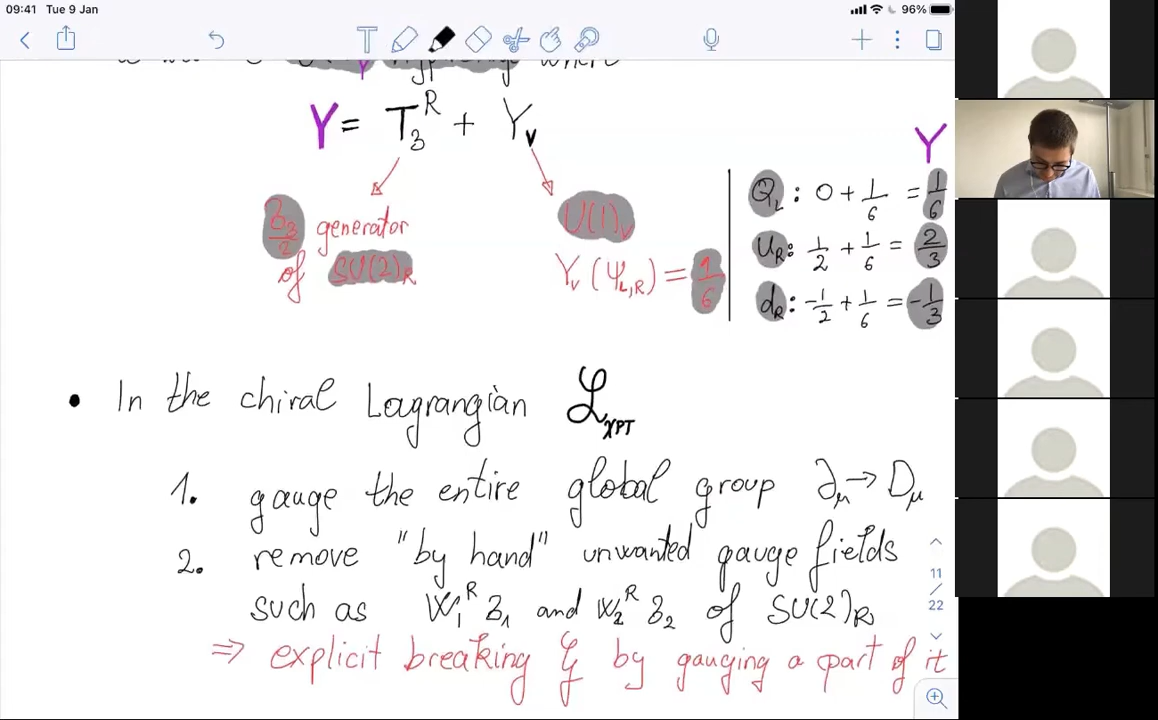 09:41 Tue 9 Jan
96%
where
Y = T₃ᴿ + Yᵥ
Y
σ₃/2 generator
of SU(2)_R
U(1)ᵥ
Yᵥ (Ψ_L,R) = 1/6
Q_L : 0 + 1/6 = 1/6
u_R : 1/2 + 1/6 = 2/3
d_R : -1/2 + 1/6 = -1/3
• In the chiral Lagrangian ℒ_χPT
1. gauge the entire global group ∂_μ → D_μ
2. remove "by hand" unwanted gauge fields
such as W₁ᴿ σ₁ and W₂ᴿ σ₂ of SU(2)_R
⇒ explicit breaking G by gauging a part of it
11
/
22